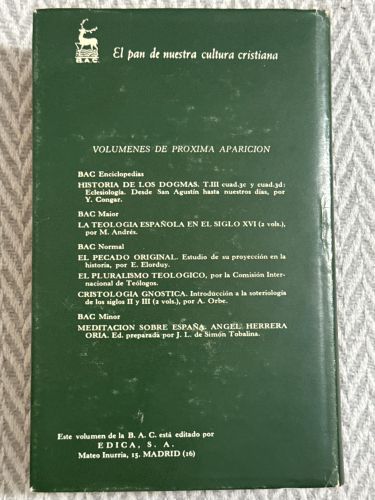 B.A.C.
El pan de nuestra cultura cristiana
VOLUMENES DE PROXIMA APARICION
BAC Enciclopedias
HISTORIA DE LOS DOGMAS. T.III cuad.3c y cuad.3d:
Eclesiología. Desde San Agustín hasta nuestros días, por
Y. Congar.
BAC Maior
LA TEOLOGIA ESPAÑOLA EN EL SIGLO XVI (2 vols.),
por M. Andrés.
BAC Normal
EL PECADO ORIGINAL. Estudio de su proyección en la
historia, por E. Elorduy.
EL PLURALISMO TEOLOGICO, por la Comisión Inter-
nacional de Teólogos.
CRISTOLOGIA GNOSTICA. Introducción a la soteriología
de los siglos II y III (2 vols.), por A. Orbe.
BAC Minor
MEDITACION SOBRE ESPAÑA. ANGEL HERRERA
ORIA. Ed. preparada por J. L. de Simón Tobalina.
Este volumen de la B. A. C. está editado por
EDICA, S. A.
Mateo Inurria, 15. MADRID (16)